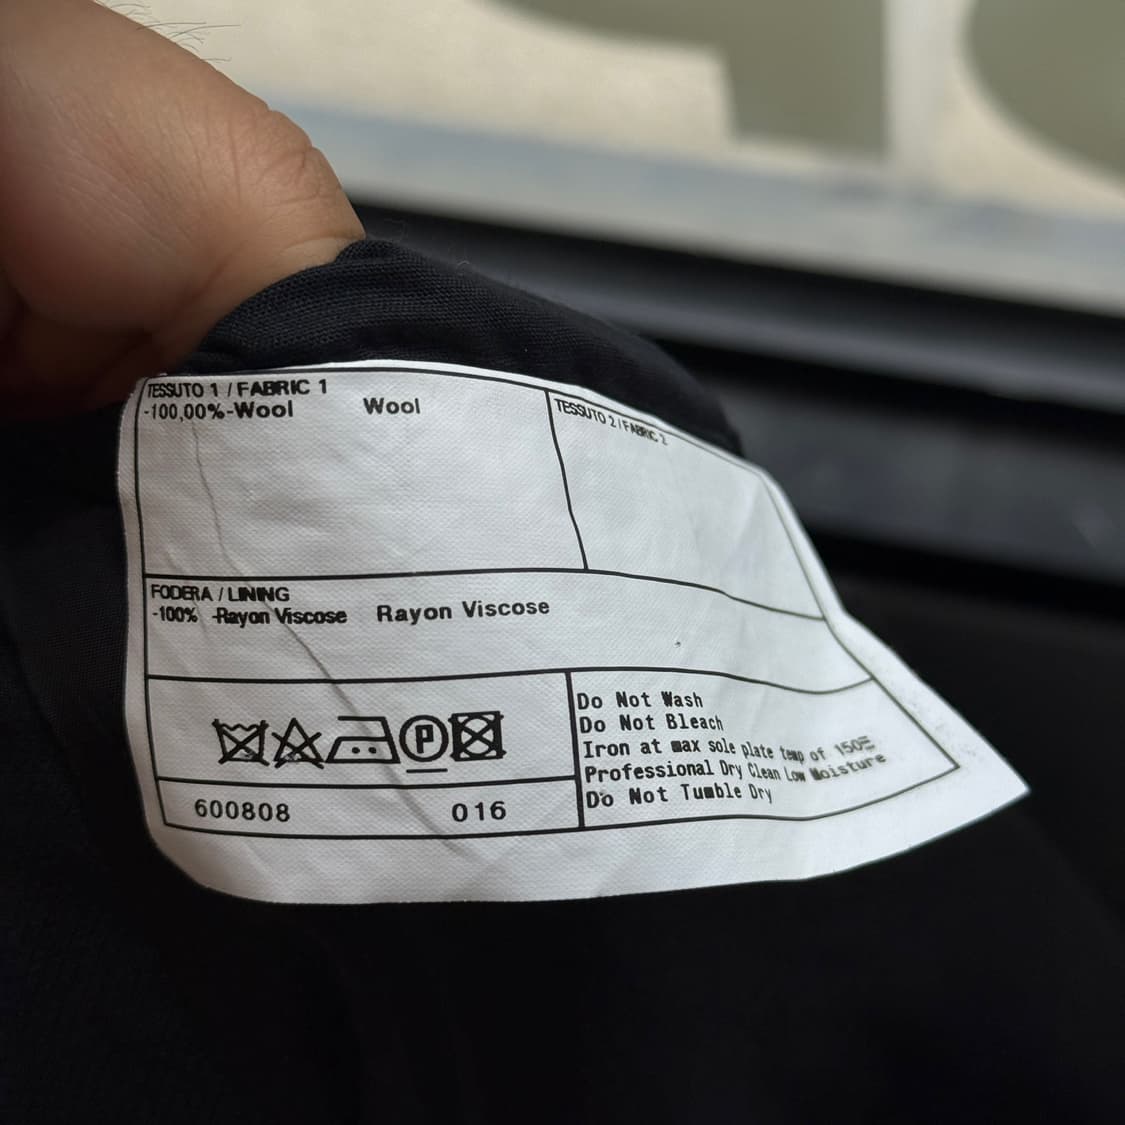 TESSUTO 1 / FABRIC 1
-100,00%-Wool Wool
TESSUTO 2 / FABRIC 2
FODERA / LINING
-100% -Rayon Viscose Rayon Viscose
P
600808 016
Do Not Wash
Do Not Bleach
Iron at max sole plate temp of 150
Professional Dry Clean Low Moisture
Do Not Tumble Dry